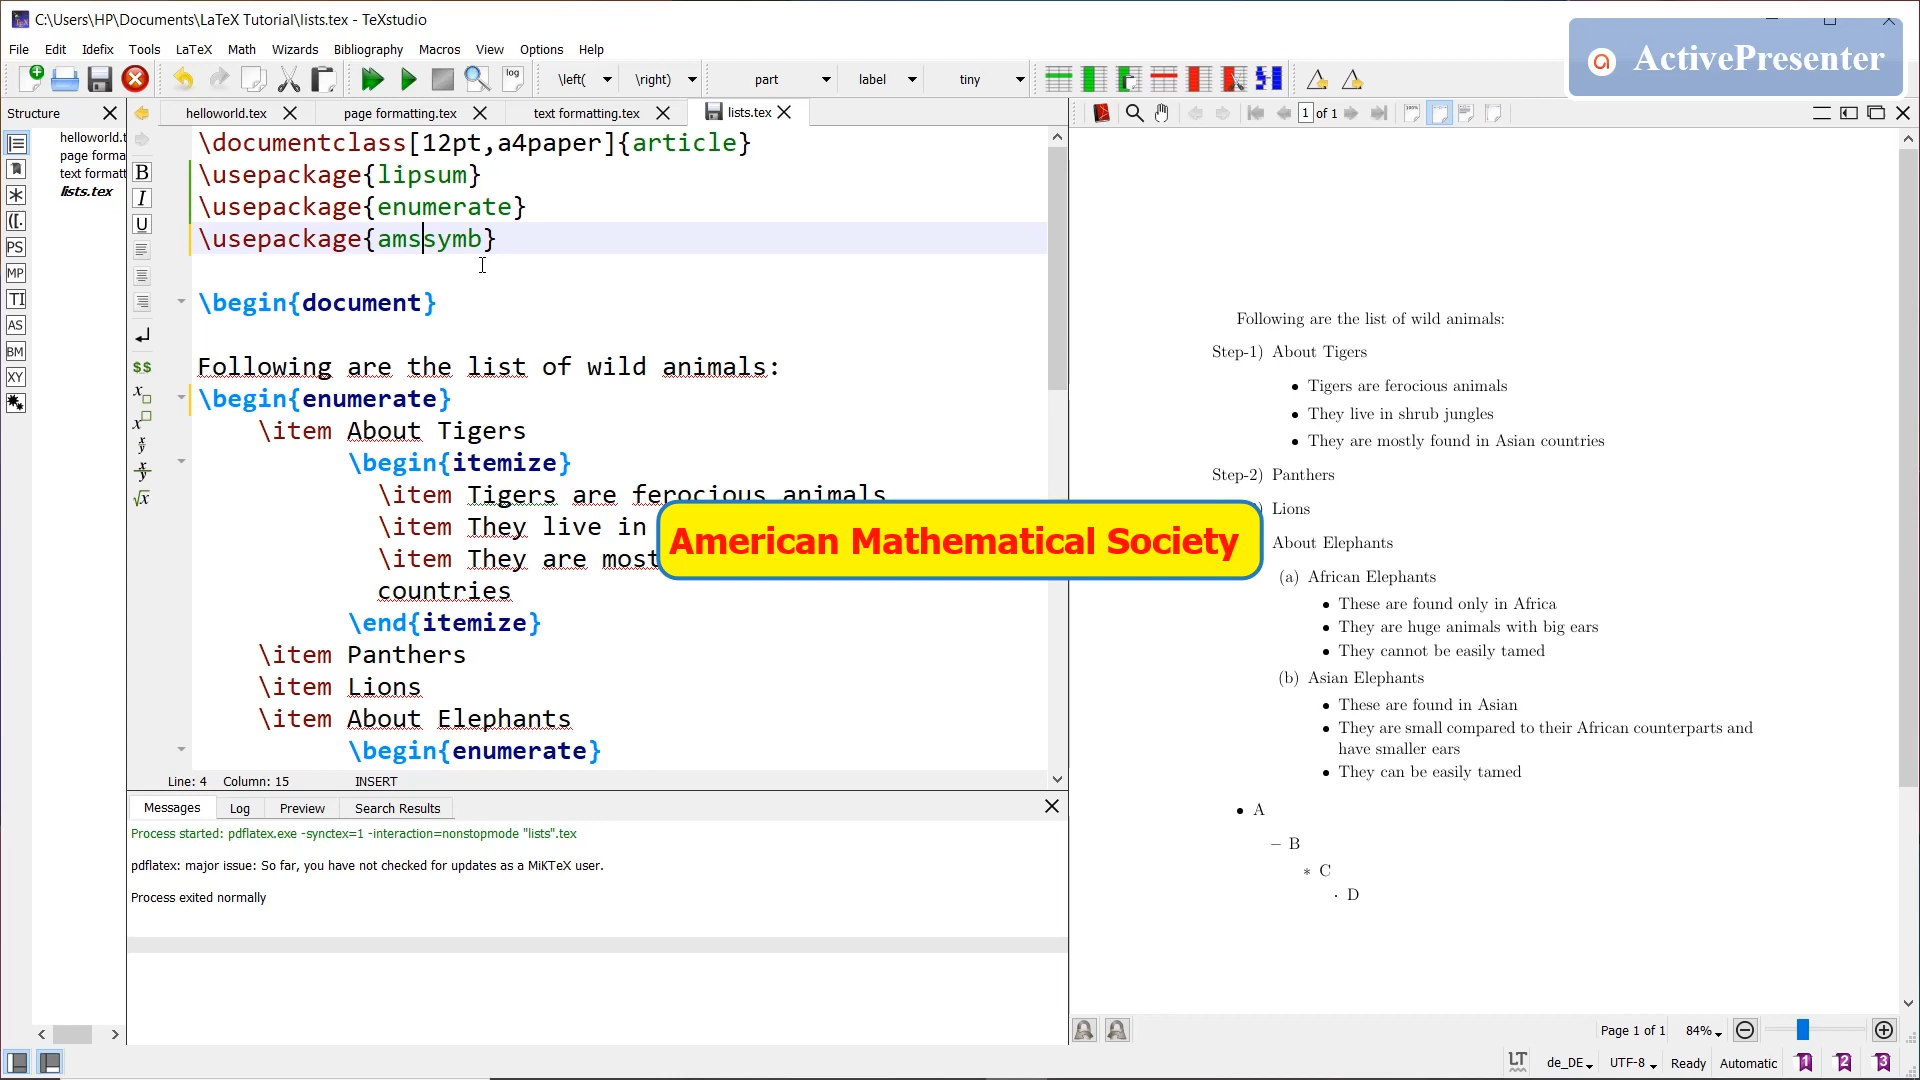 C:\Users\HP\Documents\LaTeX Tutorial\lists.tex - TeXstudio
ActivePresenter
File Edit Idefix Tools LaTeX Math Wizards Bibliography Macros View Options Help
log \left( \right) part label tiny
Structure
helloworld.tex page formatting.tex text formatting.tex lists.tex
1 of 1
helloworld.t
page forma
text formatt
lists.tex
\documentclass[12pt,a4paper]{article}
\usepackage{lipsum}
\usepackage{enumerate}
\usepackage{amssymb}
\begin{document}
Following are the list of wild animals:
\begin{enumerate}
\item About Tigers
\begin{itemize}
\item Tigers are ferocious animals
\item They live in
\item They are most
countries
\end{itemize}
\item Panthers
\item Lions
\item About Elephants
\begin{enumerate}
American Mathematical Society
Line: 4 Column: 15 INSERT
Messages Log Preview Search Results
Process started: pdflatex.exe -synctex=1 -interaction=nonstopmode "lists".tex
pdflatex: major issue: So far, you have not checked for updates as a MiKTeX user.
Process exited normally
Following are the list of wild animals:
Step-1) About Tigers
• Tigers are ferocious animals
• They live in shrub jungles
• They are mostly found in Asian countries
Step-2) Panthers
) Lions
About Elephants
(a) African Elephants
• These are found only in Africa
• They are huge animals with big ears
• They cannot be easily tamed
(b) Asian Elephants
• These are found in Asian
• They are small compared to their African counterparts and
have smaller ears
• They can be easily tamed
• A
– B
* C
· D
Page 1 of 1 84%
LT de_DE UTF-8 Ready Automatic 1 2 3
B
I
U
PS
MP
TI
AS
BM
XY
$$